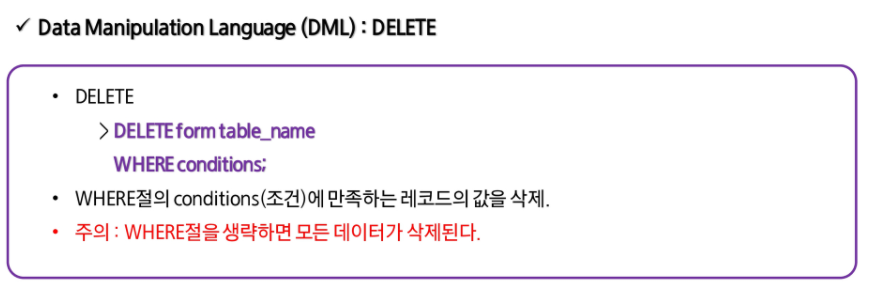 ✓ Data Manipulation Language (DML) : DELETE
• DELETE
> DELETE form table_name
WHERE conditions;
• WHERE절의 conditions(조건)에 만족하는 레코드의 값을 삭제.
• 주의 : WHERE절을 생략하면 모든 데이터가 삭제된다.